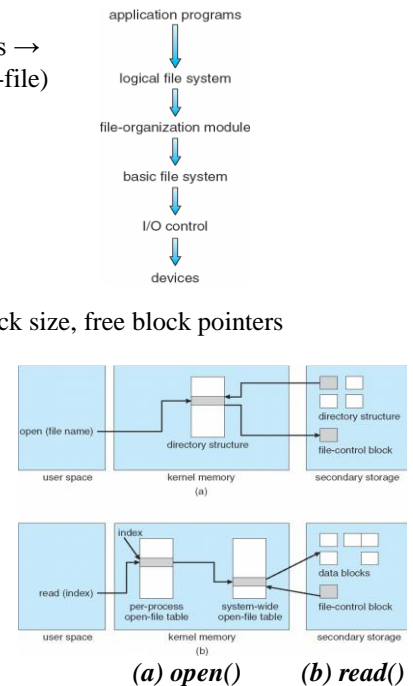 application programs
s →
logical file system
-file)
file-organization module
basic file system
I/O control
devices
ck size, free block pointers
directory structure
open (file name)
directory structure
file-control block
user space
kernel memory
secondary storage
(a)
index
data blocks
read (index)
per-process
open-file table
system-wide
open-file table
file-control block
user space
kernel memory
secondary storage
(b)
(a) open() (b) read()